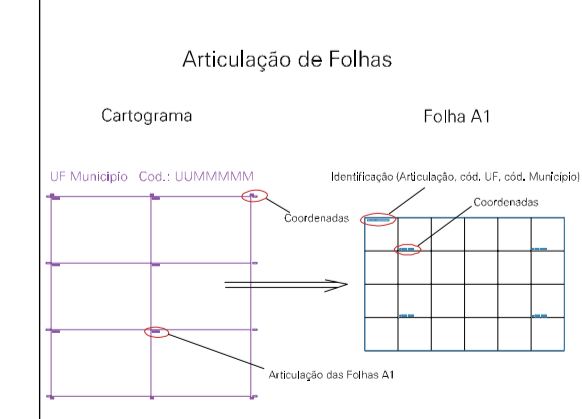 Articulação de Folhas
Cartograma
Folha A1
UF Município Cod.: UUMMMMM
Identificação (Articulação, cód. UF, cód. Município)
Coordenadas
Coordenadas
Articulação das Folhas A1